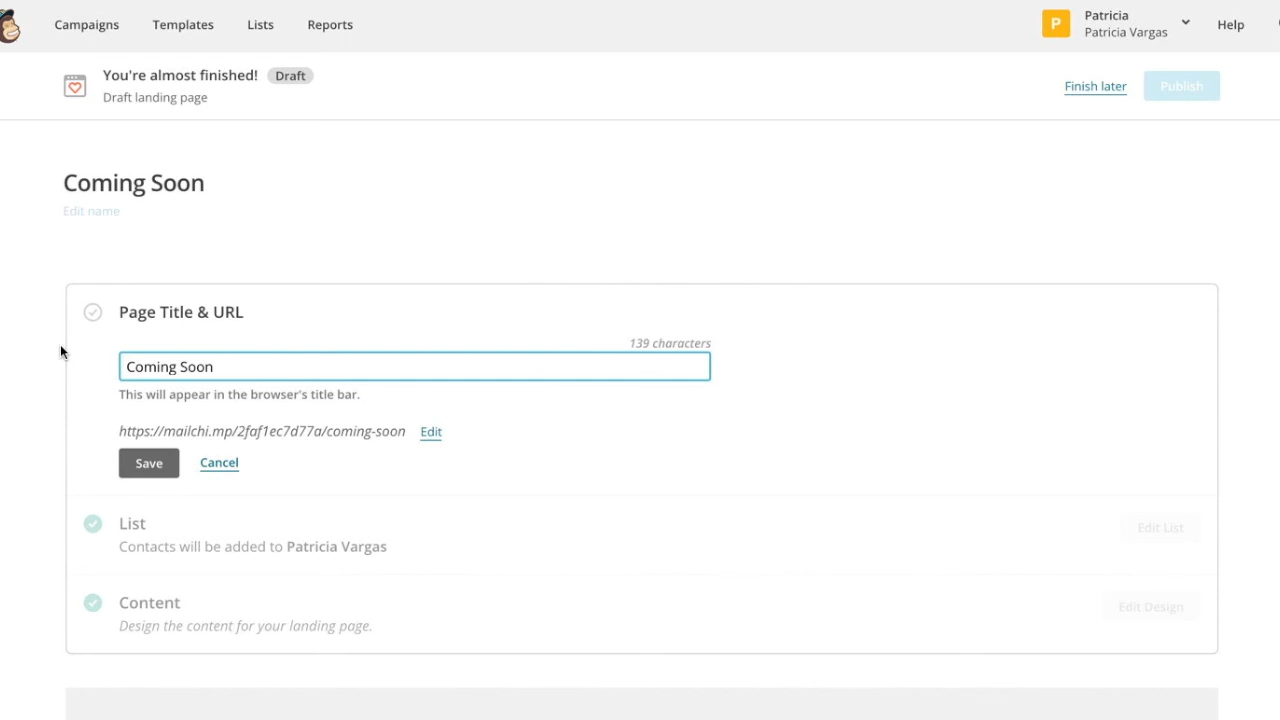 Campaigns Templates Lists Reports
P
Patricia
Patricia Vargas
Help
You're almost finished! Draft
Draft landing page
Finish later Publish
Coming Soon
Edit name
Page Title & URL
139 characters
Coming Soon
This will appear in the browser's title bar.
https://mailchi.mp/2faf1ec7d77a/coming-soon Edit
Save Cancel
List
Contacts will be added to Patricia Vargas
Edit List
Content
Design the content for your landing page.
Edit Design